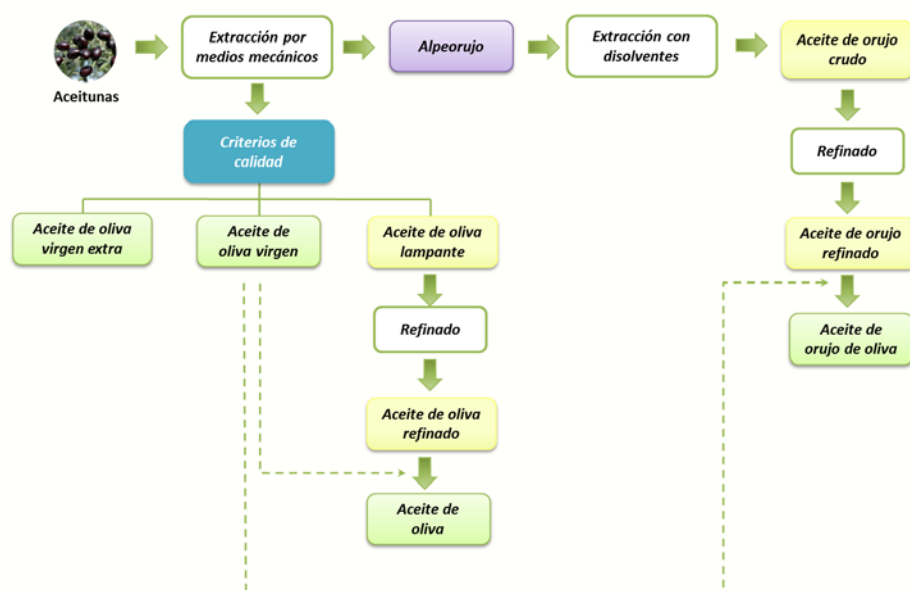 Aceitunas
Extracción por
medios mecánicos
Alpeorujo
Extracción con
disolventes
Aceite de orujo
crudo
Criterios de
calidad
Refinado
Aceite de oliva
virgen extra
Aceite de
oliva virgen
Aceite de oliva
lampante
Aceite de orujo
refinado
Refinado
Aceite de
orujo de oliva
Aceite de oliva
refinado
Aceite de
oliva